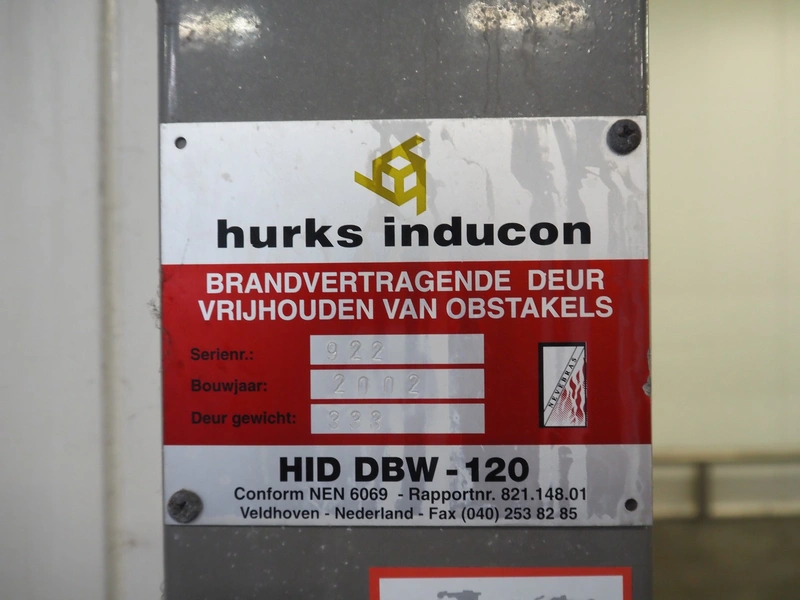 hurks inducon
BRANDVERTRAGENDE DEUR
VRIJHOUDEN VAN OBSTAKELS
Serienr.: 922
Bouwjaar: 2002
Deur gewicht:
NEVEBRAS
HID DBW - 120
Conform NEN 6069 - Rapportnr. 821.148.01
Veldhoven - Nederland - Fax (040) 253 82 85